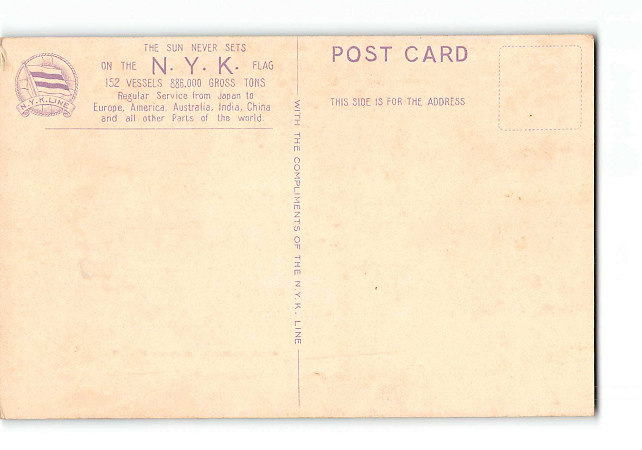 THE SUN NEVER SETS
ON THE N. Y. K. FLAG
152 VESSELS 886,000 GROSS TONS
Regular Service from Japan to
Europe, America, Australia, India, China
and all other Parts of the world.
N.Y.K.LINE
WITH THE COMPLIMENTS OF THE N.Y.K. LINE
POST CARD
THIS SIDE IS FOR THE ADDRESS